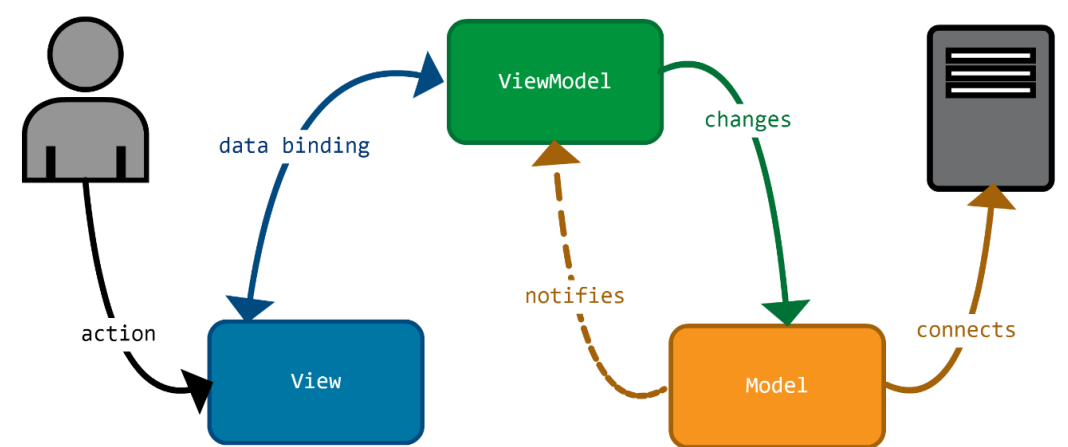 ViewModel
changes
data binding
notifies
action
connects
View
Model